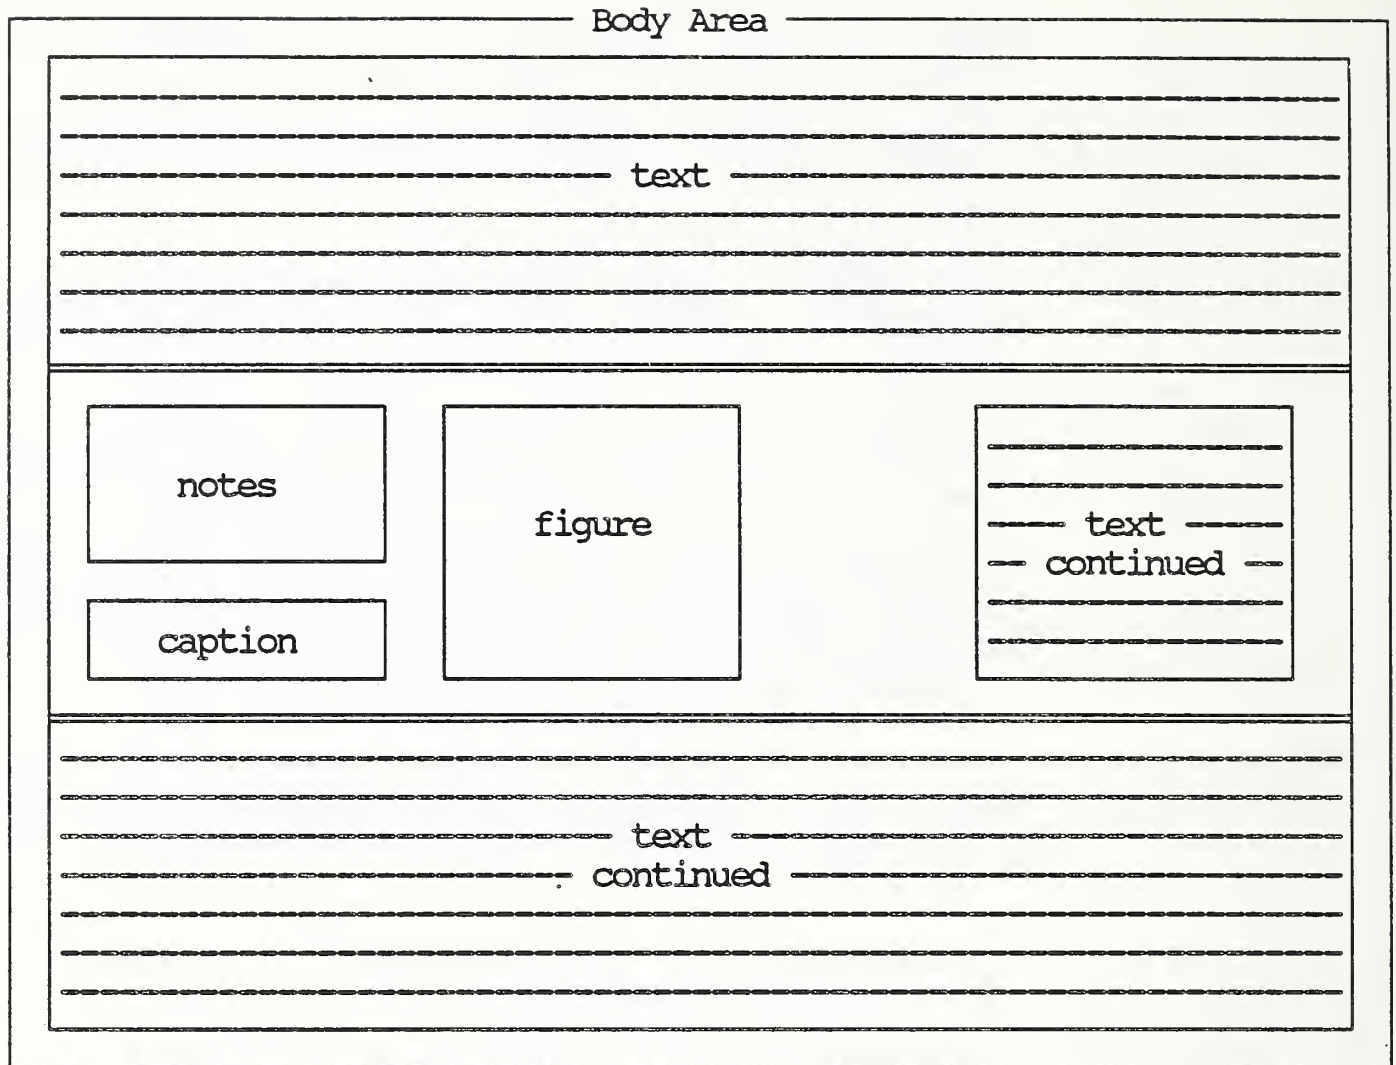 Body Area
text
notes
figure
caption
text
continued
text
continued